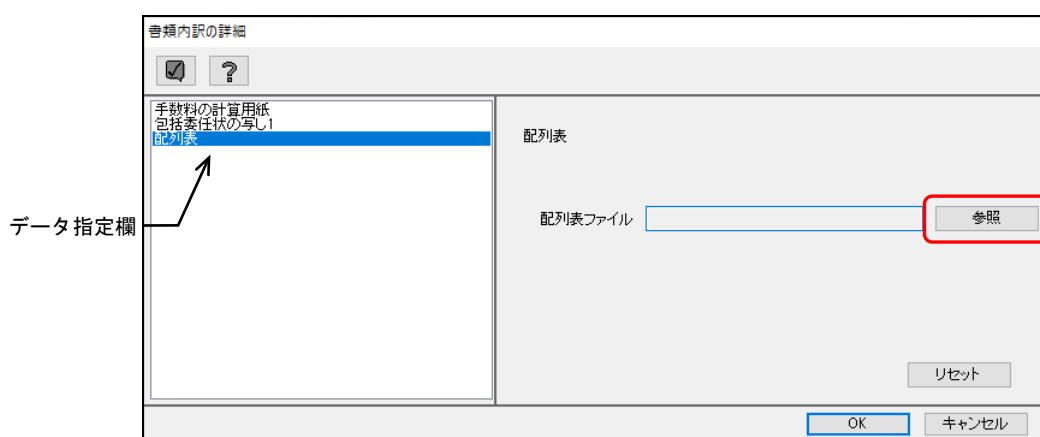 書類内訳の詳細
手数料の計算用紙
包括委任状の写し1
配列表
配列表
データ指定欄
配列表ファイル
参照
リセット
OK
キャンセル